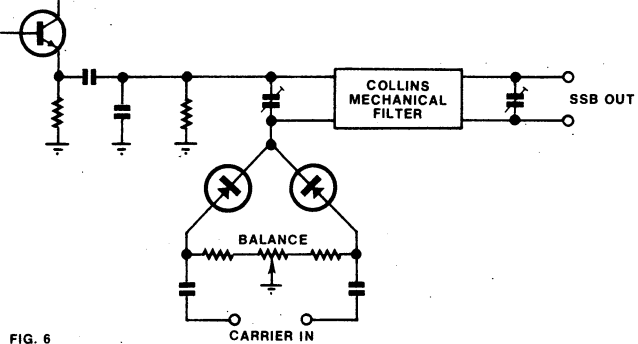 COLLINS
MECHANICAL
FILTER
SSB OUT
BALANCE
CARRIER IN
FIG. 6